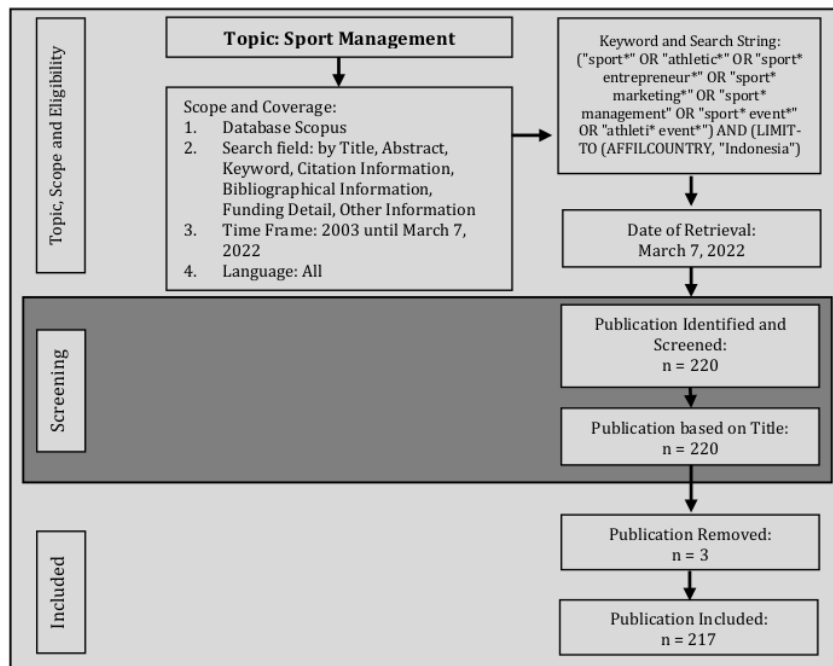 Topic, Scope and Eligibility
Topic: Sport Management
Scope and Coverage:
1. Database Scopus
2. Search field: by Title, Abstract,
Keyword, Citation Information,
Bibliographical Information,
Funding Detail, Other Information
3. Time Frame: 2003 until March 7,
2022
4. Language: All
Keyword and Search String:
("sport*" OR "athletic*" OR "sport*
entrepreneur*" OR "sport*
marketing*" OR "sport*
management" OR "sport* event*"
OR "athleti* event*") AND (LIMIT-
TO (AFFILCOUNTRY, "Indonesia")
Date of Retrieval:
March 7, 2022
Screening
Publication Identified and
Screened:
n = 220
Publication based on Title:
n = 220
Included
Publication Removed:
n = 3
Publication Included:
n = 217